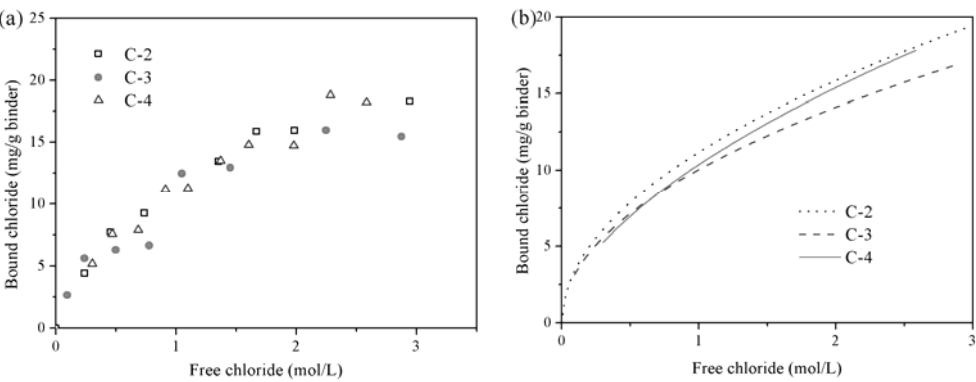 (a)
25
20
15
10
5
0
Bound chloride (mg/g binder)
C-2
C-3
C-4
0
1
2
3
Free chloride (mol/L)
(b)
20
15
10
5
0
Bound chloride (mg/g binder)
C-2
C-3
C-4
0
1
2
3
Free chloride (mol/L)